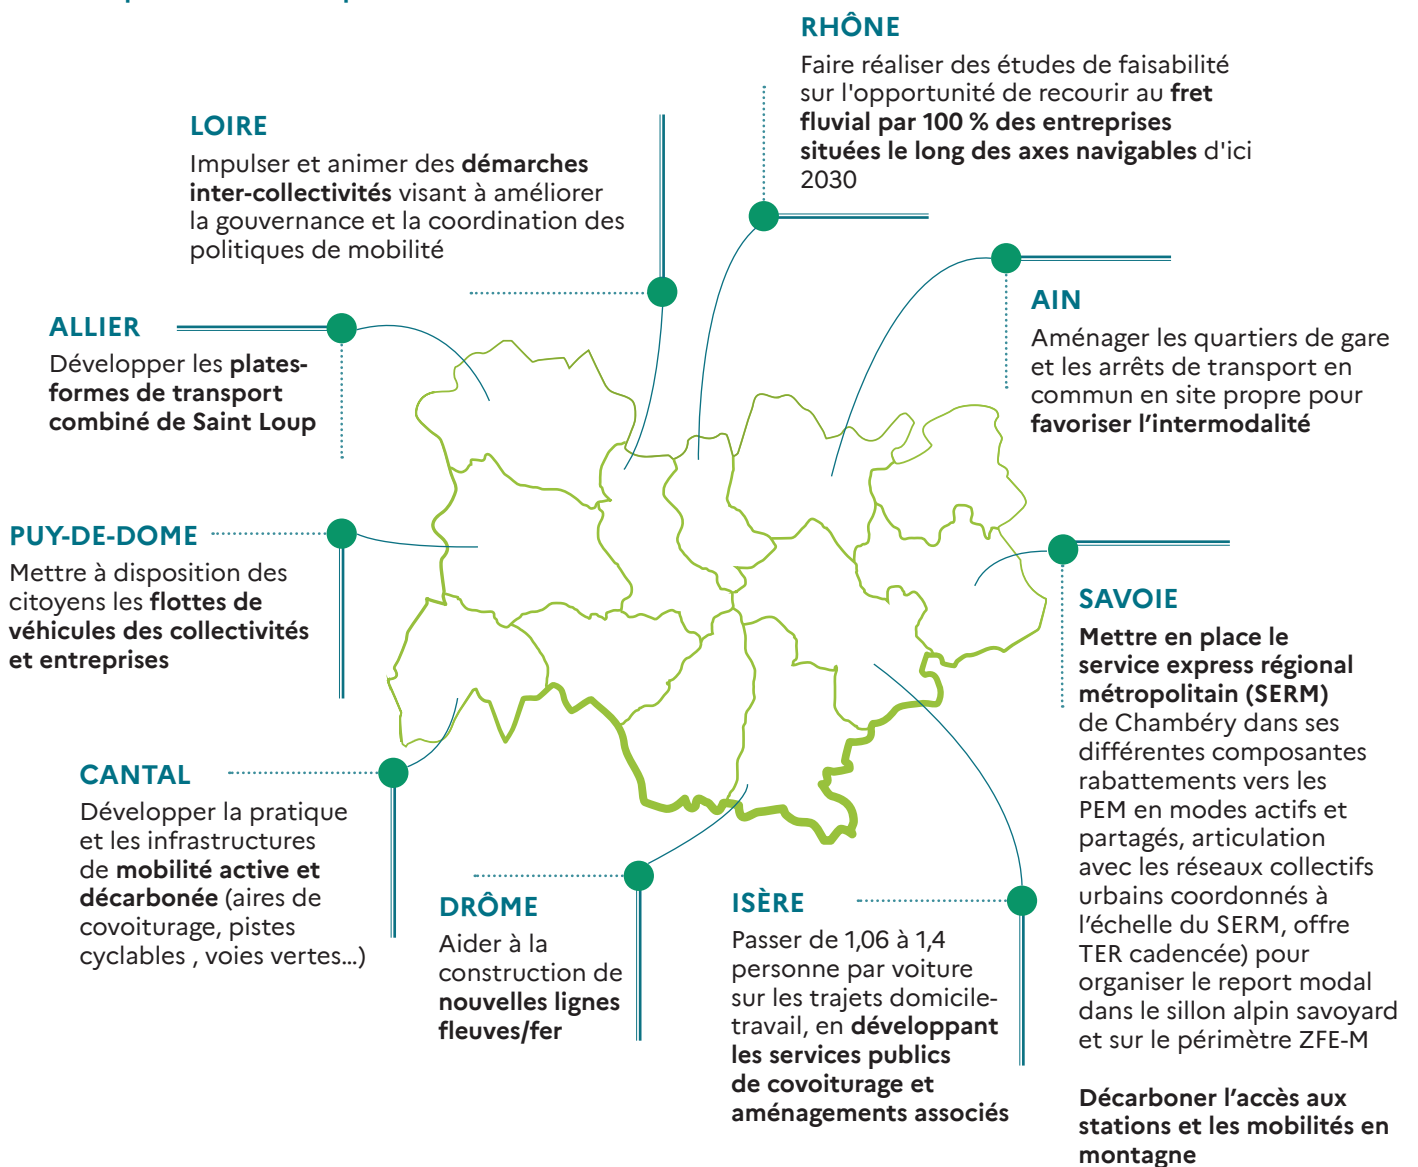 RHÔNE
Faire réaliser des études de faisabilité
sur l'opportunité de recourir au fret
fluvial par 100 % des entreprises
situées le long des axes navigables d'ici
2030
LOIRE
Impulser et animer des démarches
inter-collectivités visant à améliorer
la gouvernance et la coordination des
politiques de mobilité
AIN
Aménager les quartiers de gare
et les arrêts de transport en
commun en site propre pour
favoriser l’intermodalité
ALLIER
Développer les plates-
formes de transport
combiné de Saint Loup
PUY-DE-DOME
Mettre à disposition des
citoyens les flottes de
véhicules des collectivités
et entreprises
SAVOIE
Mettre en place le
service express régional
métropolitain (SERM)
de Chambéry dans ses
différentes composantes
rabattements vers les
PEM en modes actifs et
partagés, articulation
avec les réseaux collectifs
urbains coordonnés à
l’échelle du SERM, offre
TER cadencée) pour
organiser le report modal
dans le sillon alpin savoyard
et sur le périmètre ZFE-M
Décarboner l’accès aux
stations et les mobilités en
montagne
CANTAL
Développer la pratique
et les infrastructures
de mobilité active et
décarbonée (aires de
covoiturage, pistes
cyclables , voies vertes…)
DRÔME
Aider à la
construction de
nouvelles lignes
fleuves/fer
ISÈRE
Passer de 1,06 à 1,4
personne par voiture
sur les trajets domicile-
travail, en développant
les services publics
de covoiturage et
aménagements associés